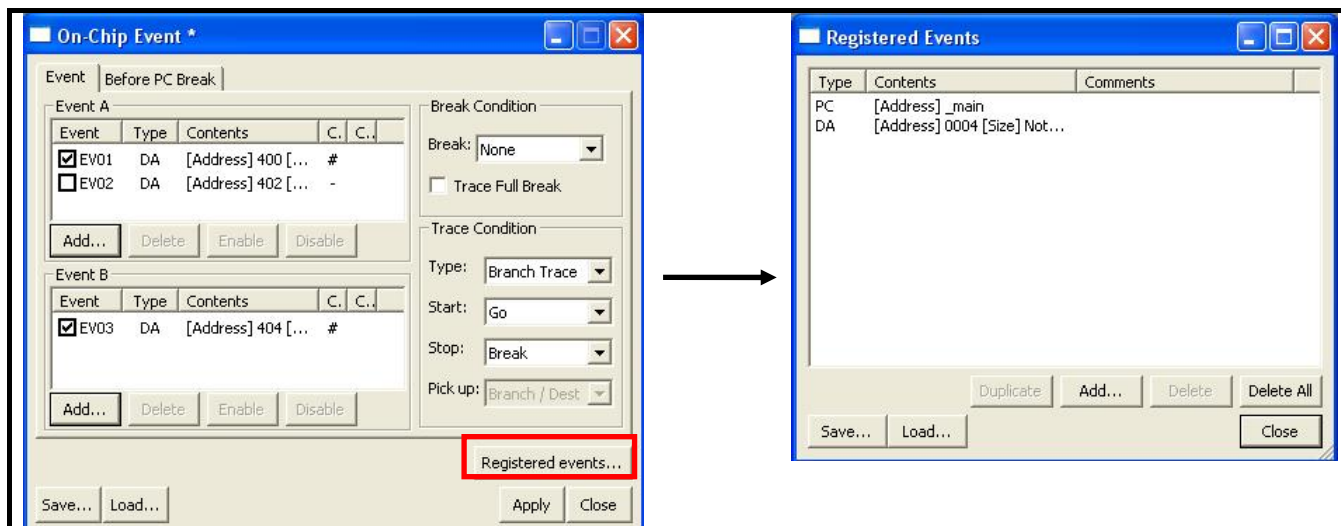 On-Chip Event *
Event Before PC Break
Event A
Event Type Contents C. C..
EV01 DA [Address] 400 [... #
EV02 DA [Address] 402 [... -
Add... Delete Enable Disable
Event B
Event Type Contents C. C..
EV03 DA [Address] 404 [... #
Add... Delete Enable Disable
Break Condition
Break: None
Trace Full Break
Trace Condition
Type: Branch Trace
Start: Go
Stop: Break
Pick up: Branch / Dest
Registered events...
Save... Load... Apply Close
Registered Events
Type Contents Comments
PC [Address] _main
DA [Address] 0004 [Size] Not...
Duplicate Add... Delete Delete All
Save... Load... Close